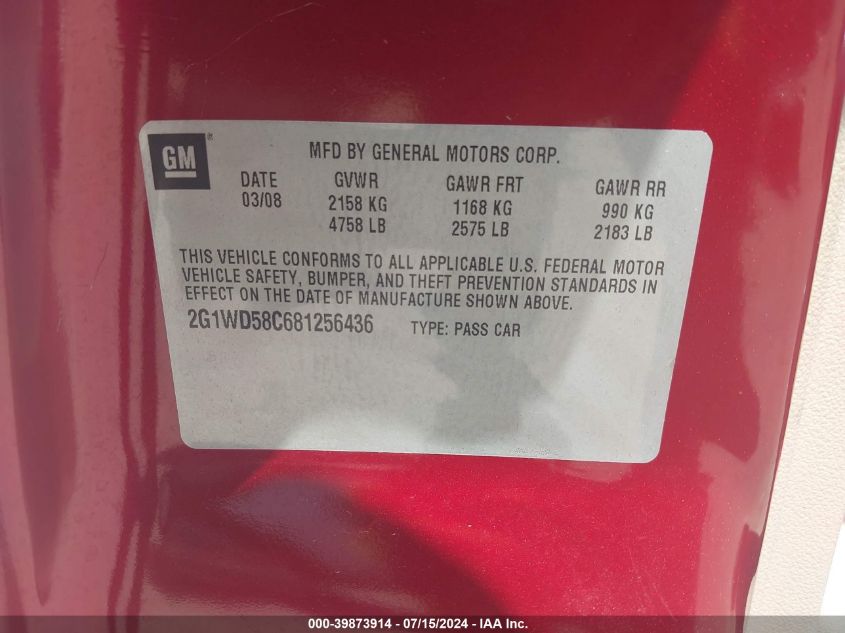 GM®
MFD BY GENERAL MOTORS CORP.
DATE GVWR GAWR FRT GAWR RR
03/08 2158 KG 1168 KG 990 KG
4758 LB 2575 LB 2183 LB
THIS VEHICLE CONFORMS TO ALL APPLICABLE U.S. FEDERAL MOTOR
VEHICLE SAFETY, BUMPER, AND THEFT PREVENTION STANDARDS IN
EFFECT ON THE DATE OF MANUFACTURE SHOWN ABOVE.
2G1WD58C681256436 TYPE: PASS CAR
000-39873914 - 07/15/2024 - IAA Inc.